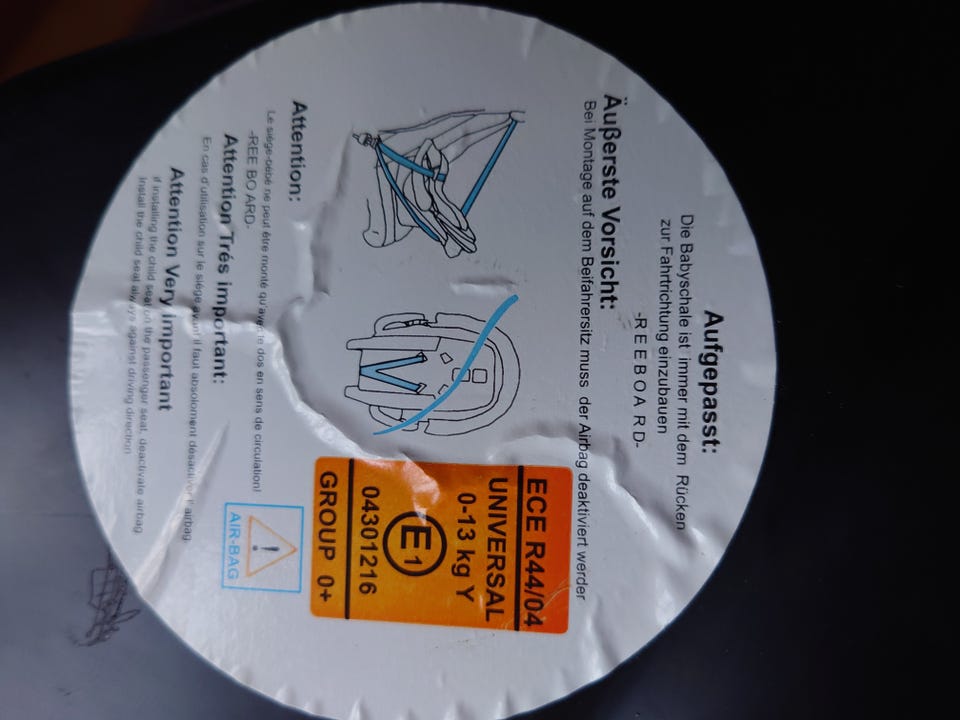 Aufgepasst:
Die Babyschale ist immer mit dem Rücken
zur Fahrtrichtung einzubauen
-R E E B O A R D-
Äußerste Vorsicht:
Bei Montage auf dem Beifahrersitz muss der Airbag deaktiviert werder
ECE R44/04
UNIVERSAL
0-13 kg Y
E1
04301216
GROUP 0+
Attention:
Le siège-bébé ne peut être monté qu'avec le dos en sens de circulation!
-REE BO ARD-
Attention Trés important:
En cas d'utilisation sur le siège avant il faut absoloment désactiver l' airbag.
AIR-BAG
Attention Very important
if installing the child seat on the passenger seat, deactivate airbag.
Install the child seat always against driving direction